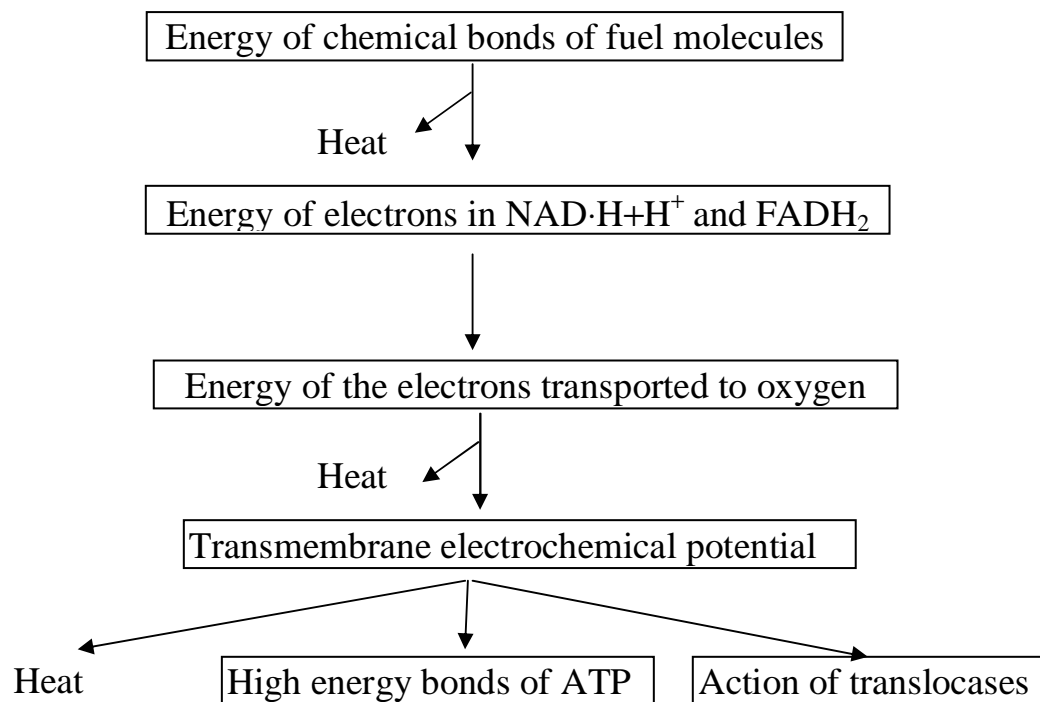 Energy of chemical bonds of fuel molecules
Heat
Energy of electrons in NAD·H+H⁺ and FADH₂
Energy of the electrons transported to oxygen
Heat
Transmembrane electrochemical potential
Heat
High energy bonds of ATP
Action of translocases